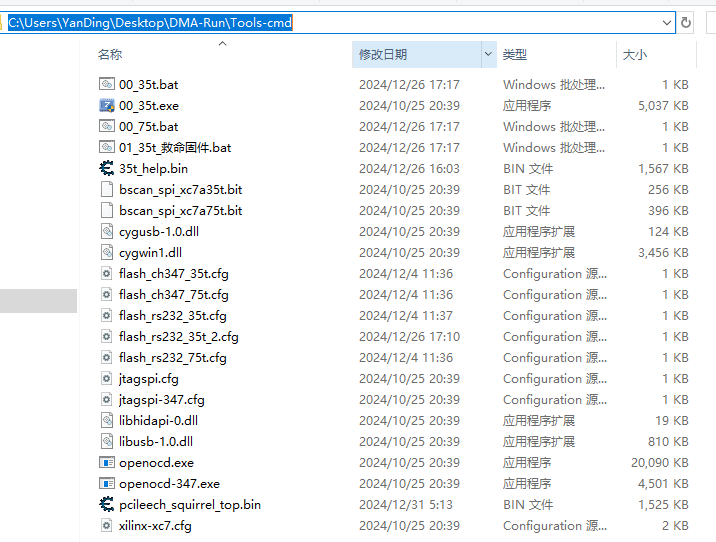 C:\Users\YanDing\Desktop\DMA-Run\Tools-cmd
名称 修改日期 类型 大小
00_35t.bat 2024/12/26 17:17 Windows 批处理... 1 KB
00_35t.exe 2024/10/25 20:39 应用程序 5,037 KB
00_75t.bat 2024/12/26 17:17 Windows 批处理... 1 KB
01_35t_救命固件.bat 2024/12/26 17:17 Windows 批处理... 1 KB
35t_help.bin 2024/12/26 16:03 BIN 文件 1,567 KB
bscan_spi_xc7a35t.bit 2024/10/25 20:39 BIT 文件 256 KB
bscan_spi_xc7a75t.bit 2024/10/25 20:39 BIT 文件 396 KB
cygusb-1.0.dll 2024/10/25 20:39 应用程序扩展 124 KB
cygwin1.dll 2024/10/25 20:39 应用程序扩展 3,456 KB
flash_ch347_35t.cfg 2024/12/4 11:36 Configuration 源... 1 KB
flash_ch347_75t.cfg 2024/12/4 11:36 Configuration 源... 1 KB
flash_rs232_35t.cfg 2024/12/4 11:37 Configuration 源... 1 KB
flash_rs232_35t_2.cfg 2024/12/26 17:10 Configuration 源... 1 KB
flash_rs232_75t.cfg 2024/12/4 11:36 Configuration 源... 1 KB
jtagspi.cfg 2024/10/25 20:39 Configuration 源... 1 KB
jtagspi-347.cfg 2024/10/25 20:39 Configuration 源... 1 KB
libhidapi-0.dll 2024/10/25 20:39 应用程序扩展 19 KB
libusb-1.0.dll 2024/10/25 20:39 应用程序扩展 810 KB
openocd.exe 2024/10/25 20:39 应用程序 20,090 KB
openocd-347.exe 2024/10/25 20:39 应用程序 4,501 KB
pcileech_squirrel_top.bin 2024/12/31 5:13 BIN 文件 1,525 KB
xilinx-xc7.cfg 2024/10/25 20:39 Configuration 源... 2 KB